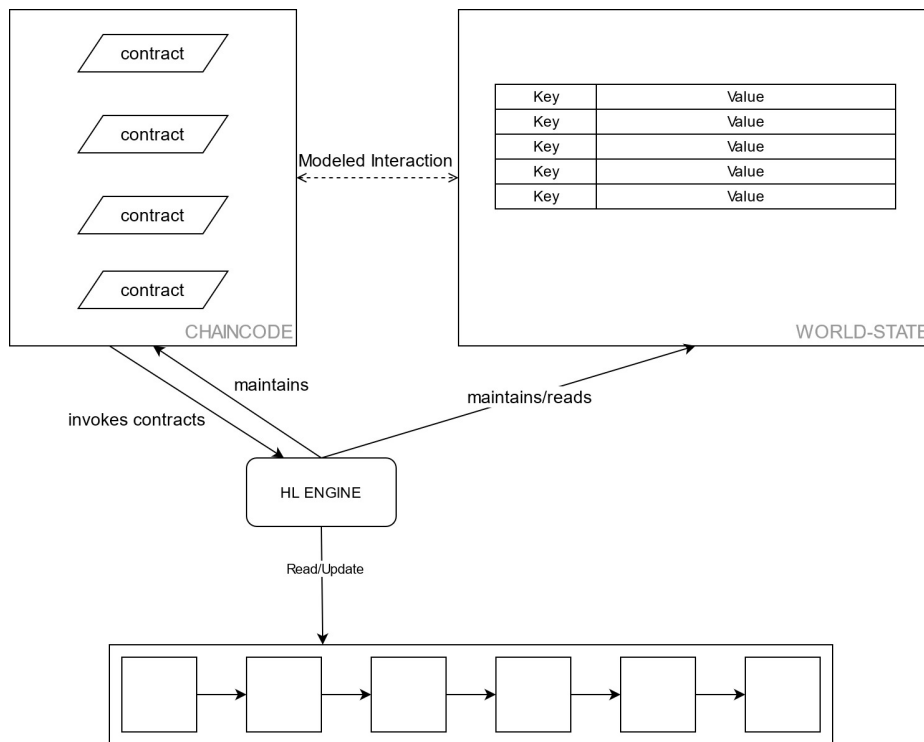 contract
contract
contract
contract
CHAINCODE
Modeled Interaction
Key Value
Key Value
Key Value
Key Value
Key Value
WORLD-STATE
maintains
invokes contracts
maintains/reads
HL ENGINE
Read/Update